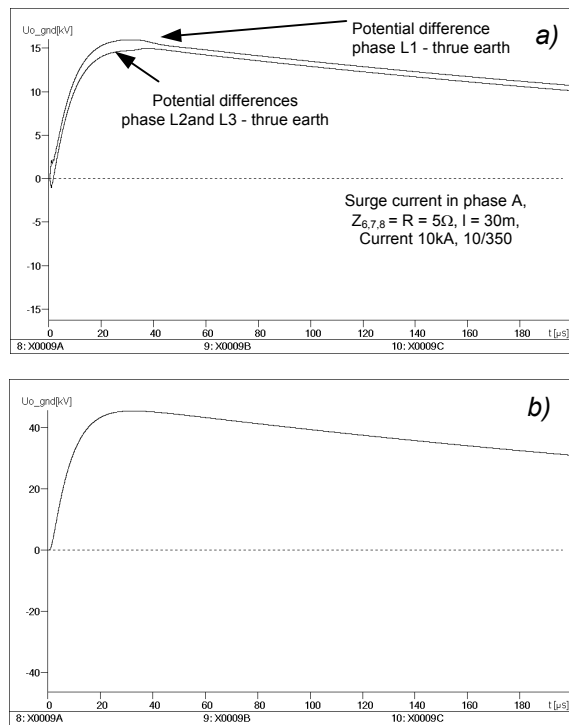 Uo_gnd[kV]
Potential difference
phase L1 - thrue earth
a)
15
10
Potential differences
phase L2and L3 - thrue earth
5
0
Surge current in phase A,
Z6,7,8 = R = 5Ω, l = 30m,
Current 10kA, 10/350
-5
-10
-15
0 20 40 60 80 100 120 140 160 180 t[µs]
8: X0009A 9: X0009B 10: X0009C
Uo_gnd[kV]
b)
40
20
0
-20
-40
0 20 40 60 80 100 120 140 160 180 t[µs]
8: X0009A 9: X0009B 10: X0009C